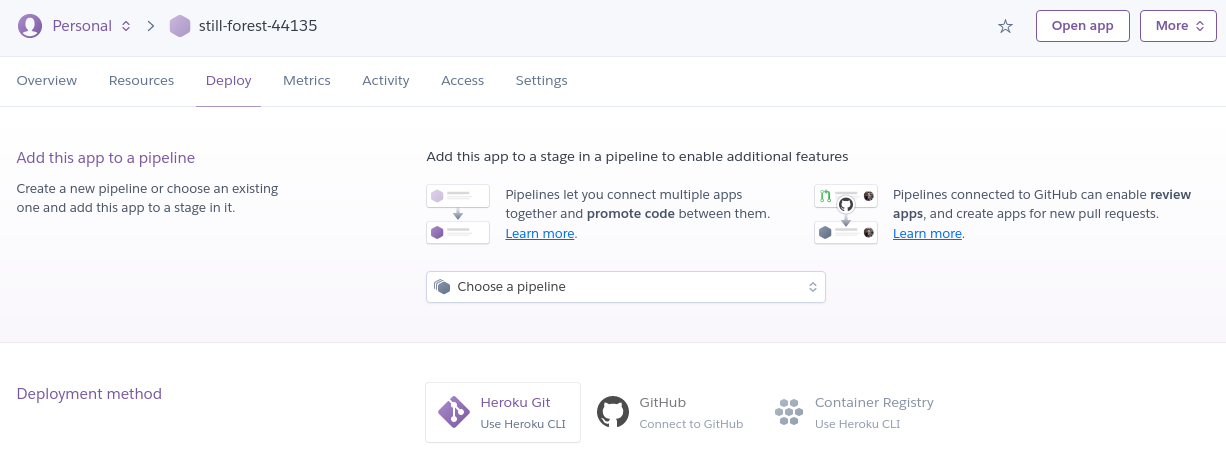 Personal
still-forest-44135
Open app
More
Overview Resources Deploy Metrics Activity Access Settings
Add this app to a pipeline
Create a new pipeline or choose an existing
one and add this app to a stage in it.
Add this app to a stage in a pipeline to enable additional features
Pipelines let you connect multiple apps
together and promote code between them.
Learn more.
Pipelines connected to GitHub can enable review
apps, and create apps for new pull requests.
Learn more.
Choose a pipeline
Deployment method
Heroku Git
Use Heroku CLI
GitHub
Connect to GitHub
Container Registry
Use Heroku CLI